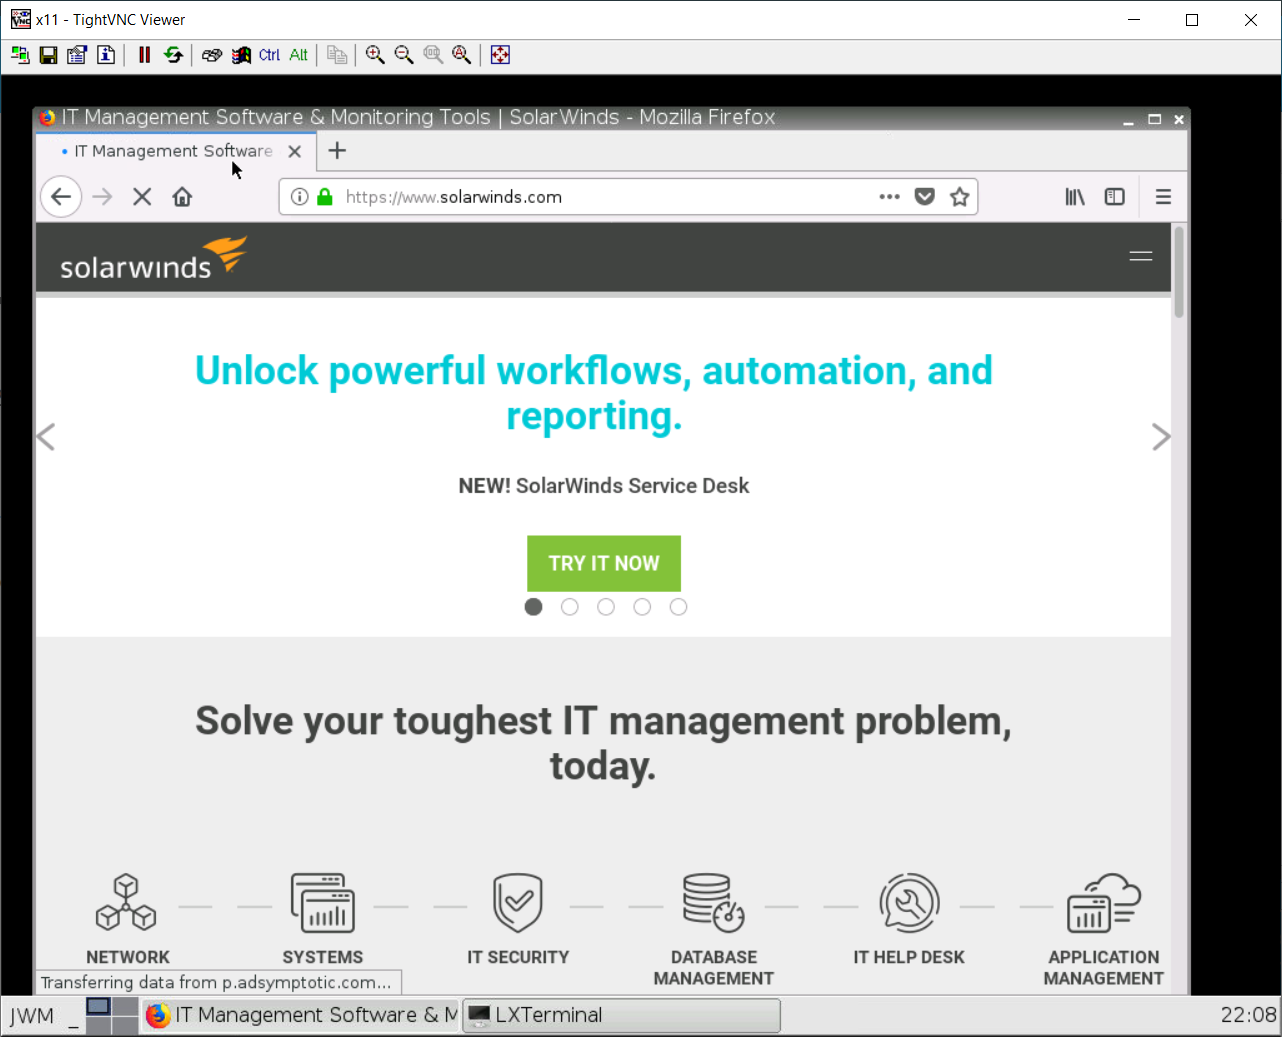 x11 - TightVNC Viewer
Ctrl Alt
IT Management Software & Monitoring Tools | SolarWinds - Mozilla Firefox
IT Management Software
https://www.solarwinds.com
solarwinds
Unlock powerful workflows, automation, and
reporting.
NEW! SolarWinds Service Desk
TRY IT NOW
Solve your toughest IT management problem,
today.
NETWORK
SYSTEMS
IT SECURITY
DATABASE
MANAGEMENT
IT HELP DESK
APPLICATION
MANAGEMENT
Transferring data from p.adsymptotic.com...
JWM _ IT Management Software & M LXTerminal 22:08